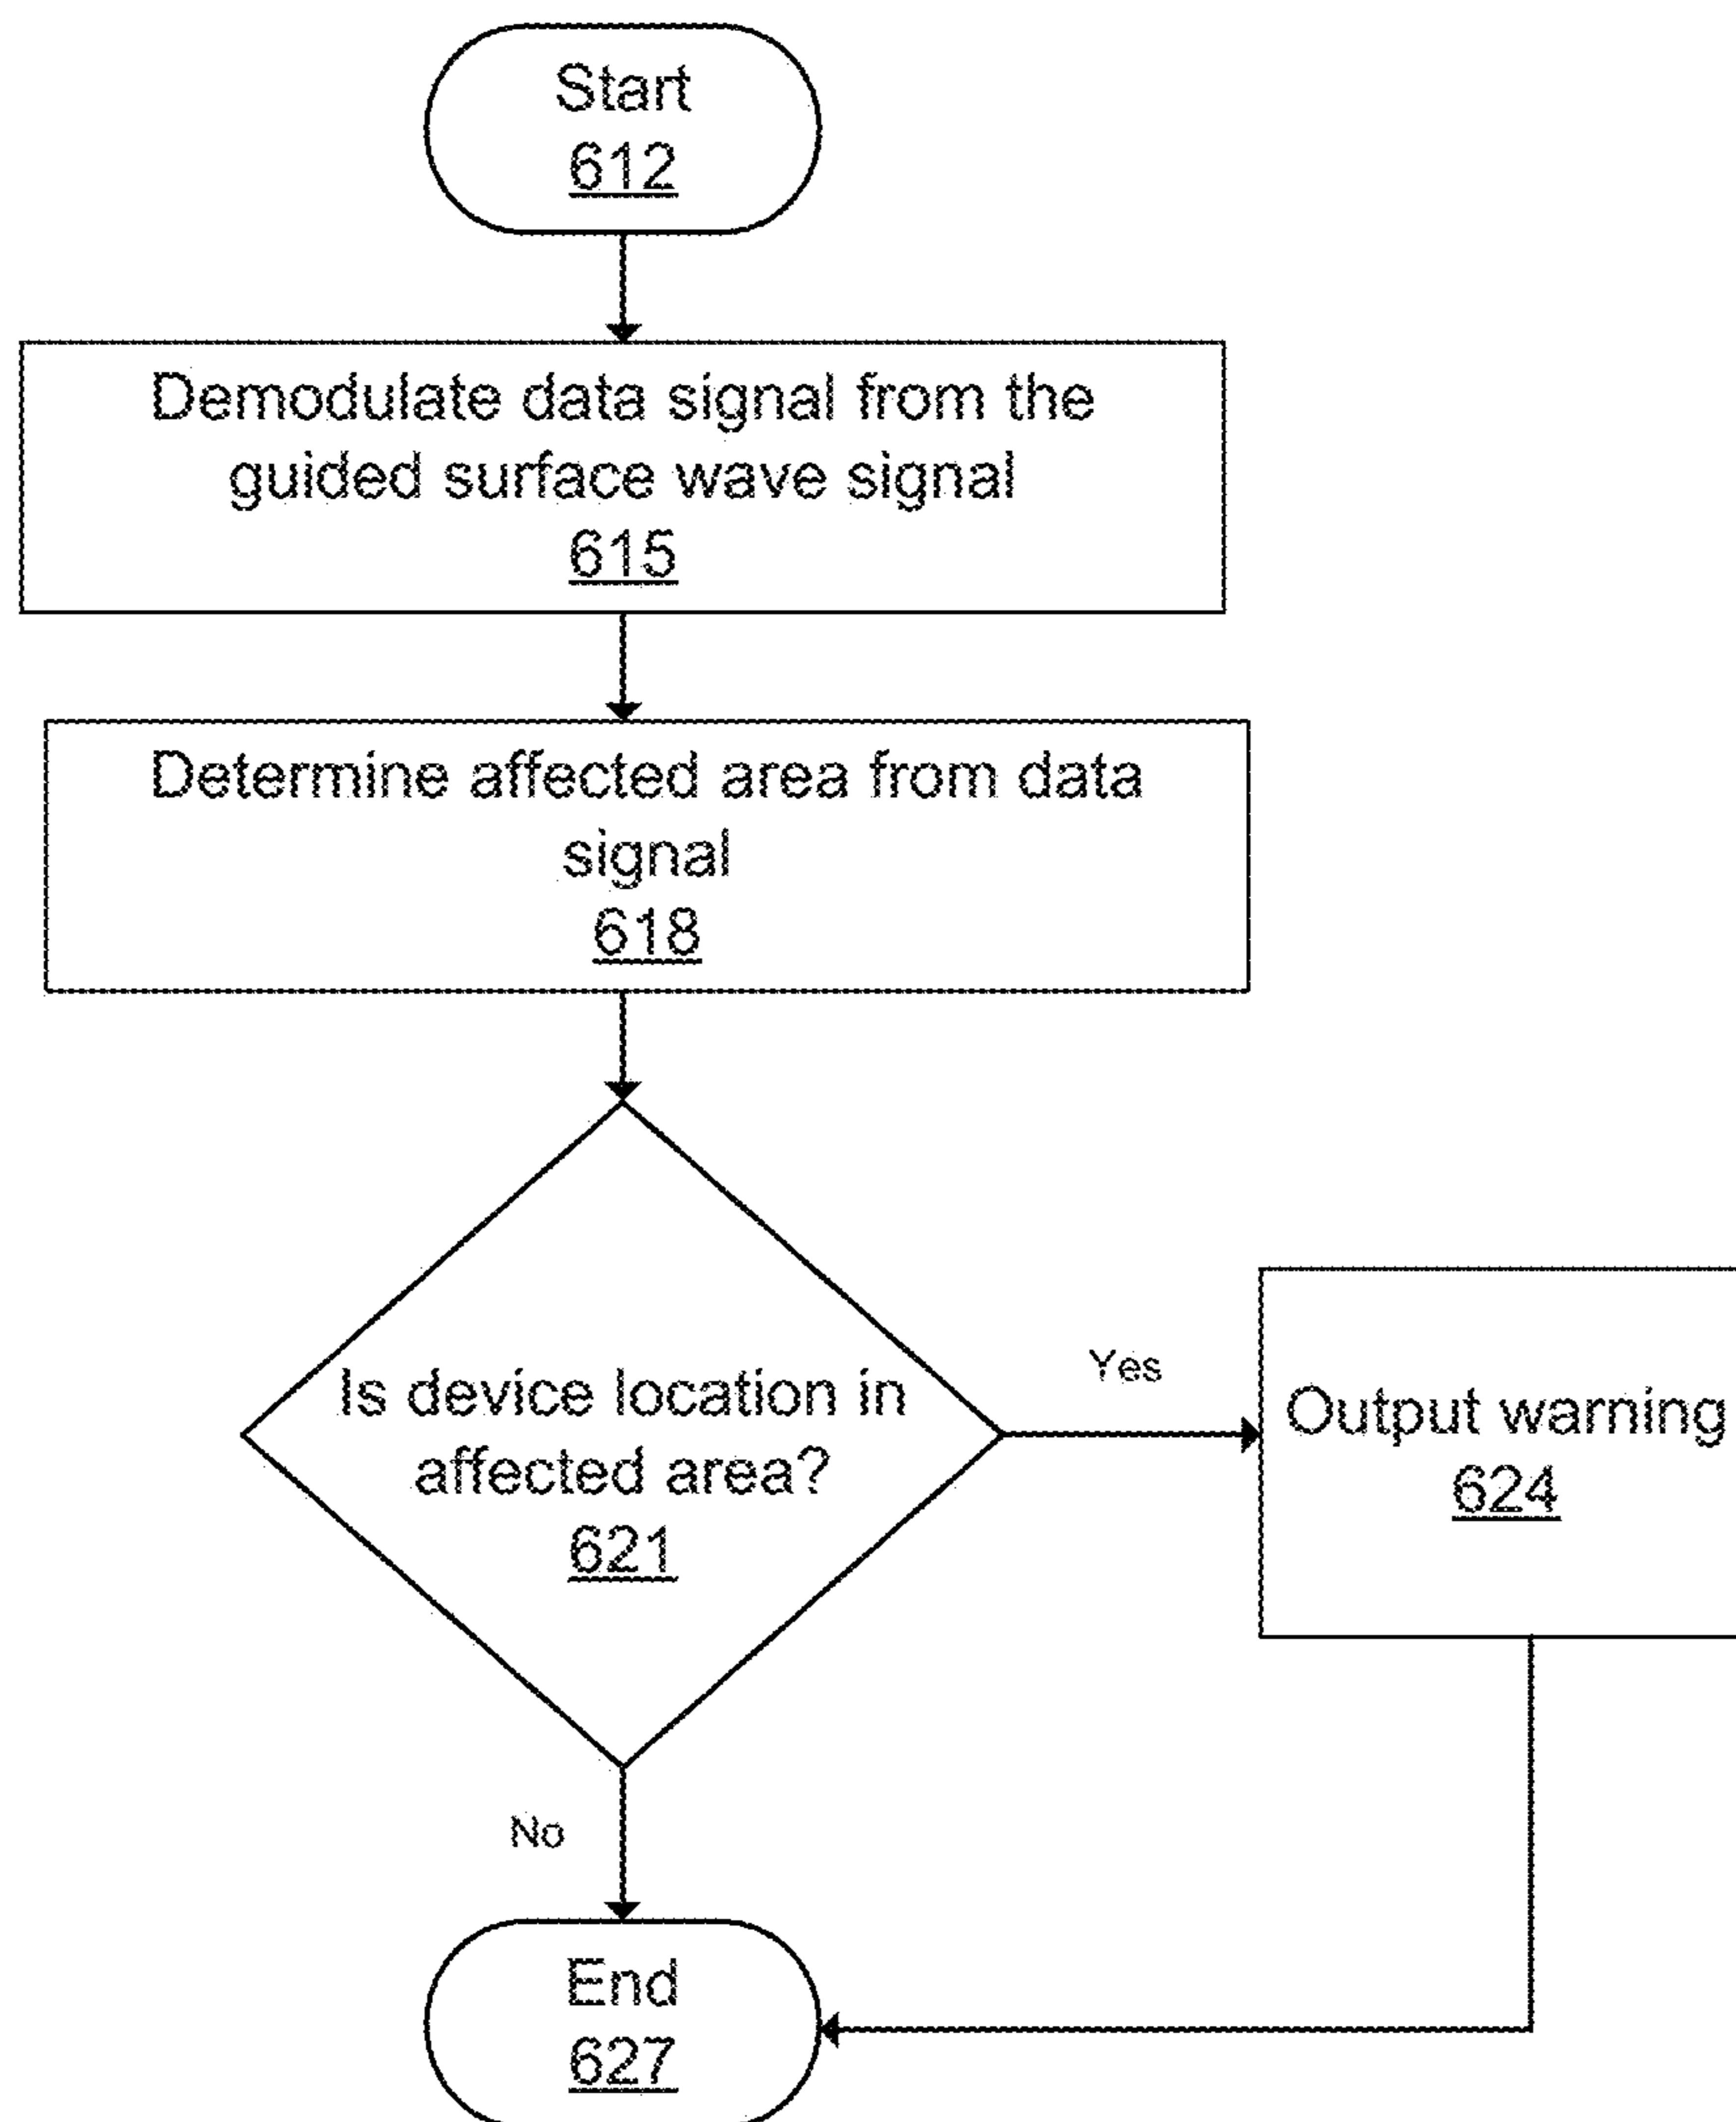 Start
612
Demodulate data signal from the
guided surface wave signal
615
Determine affected area from data
signal
618
Is device location in
affected area?
621
Yes
Output warning
624
No
End
627